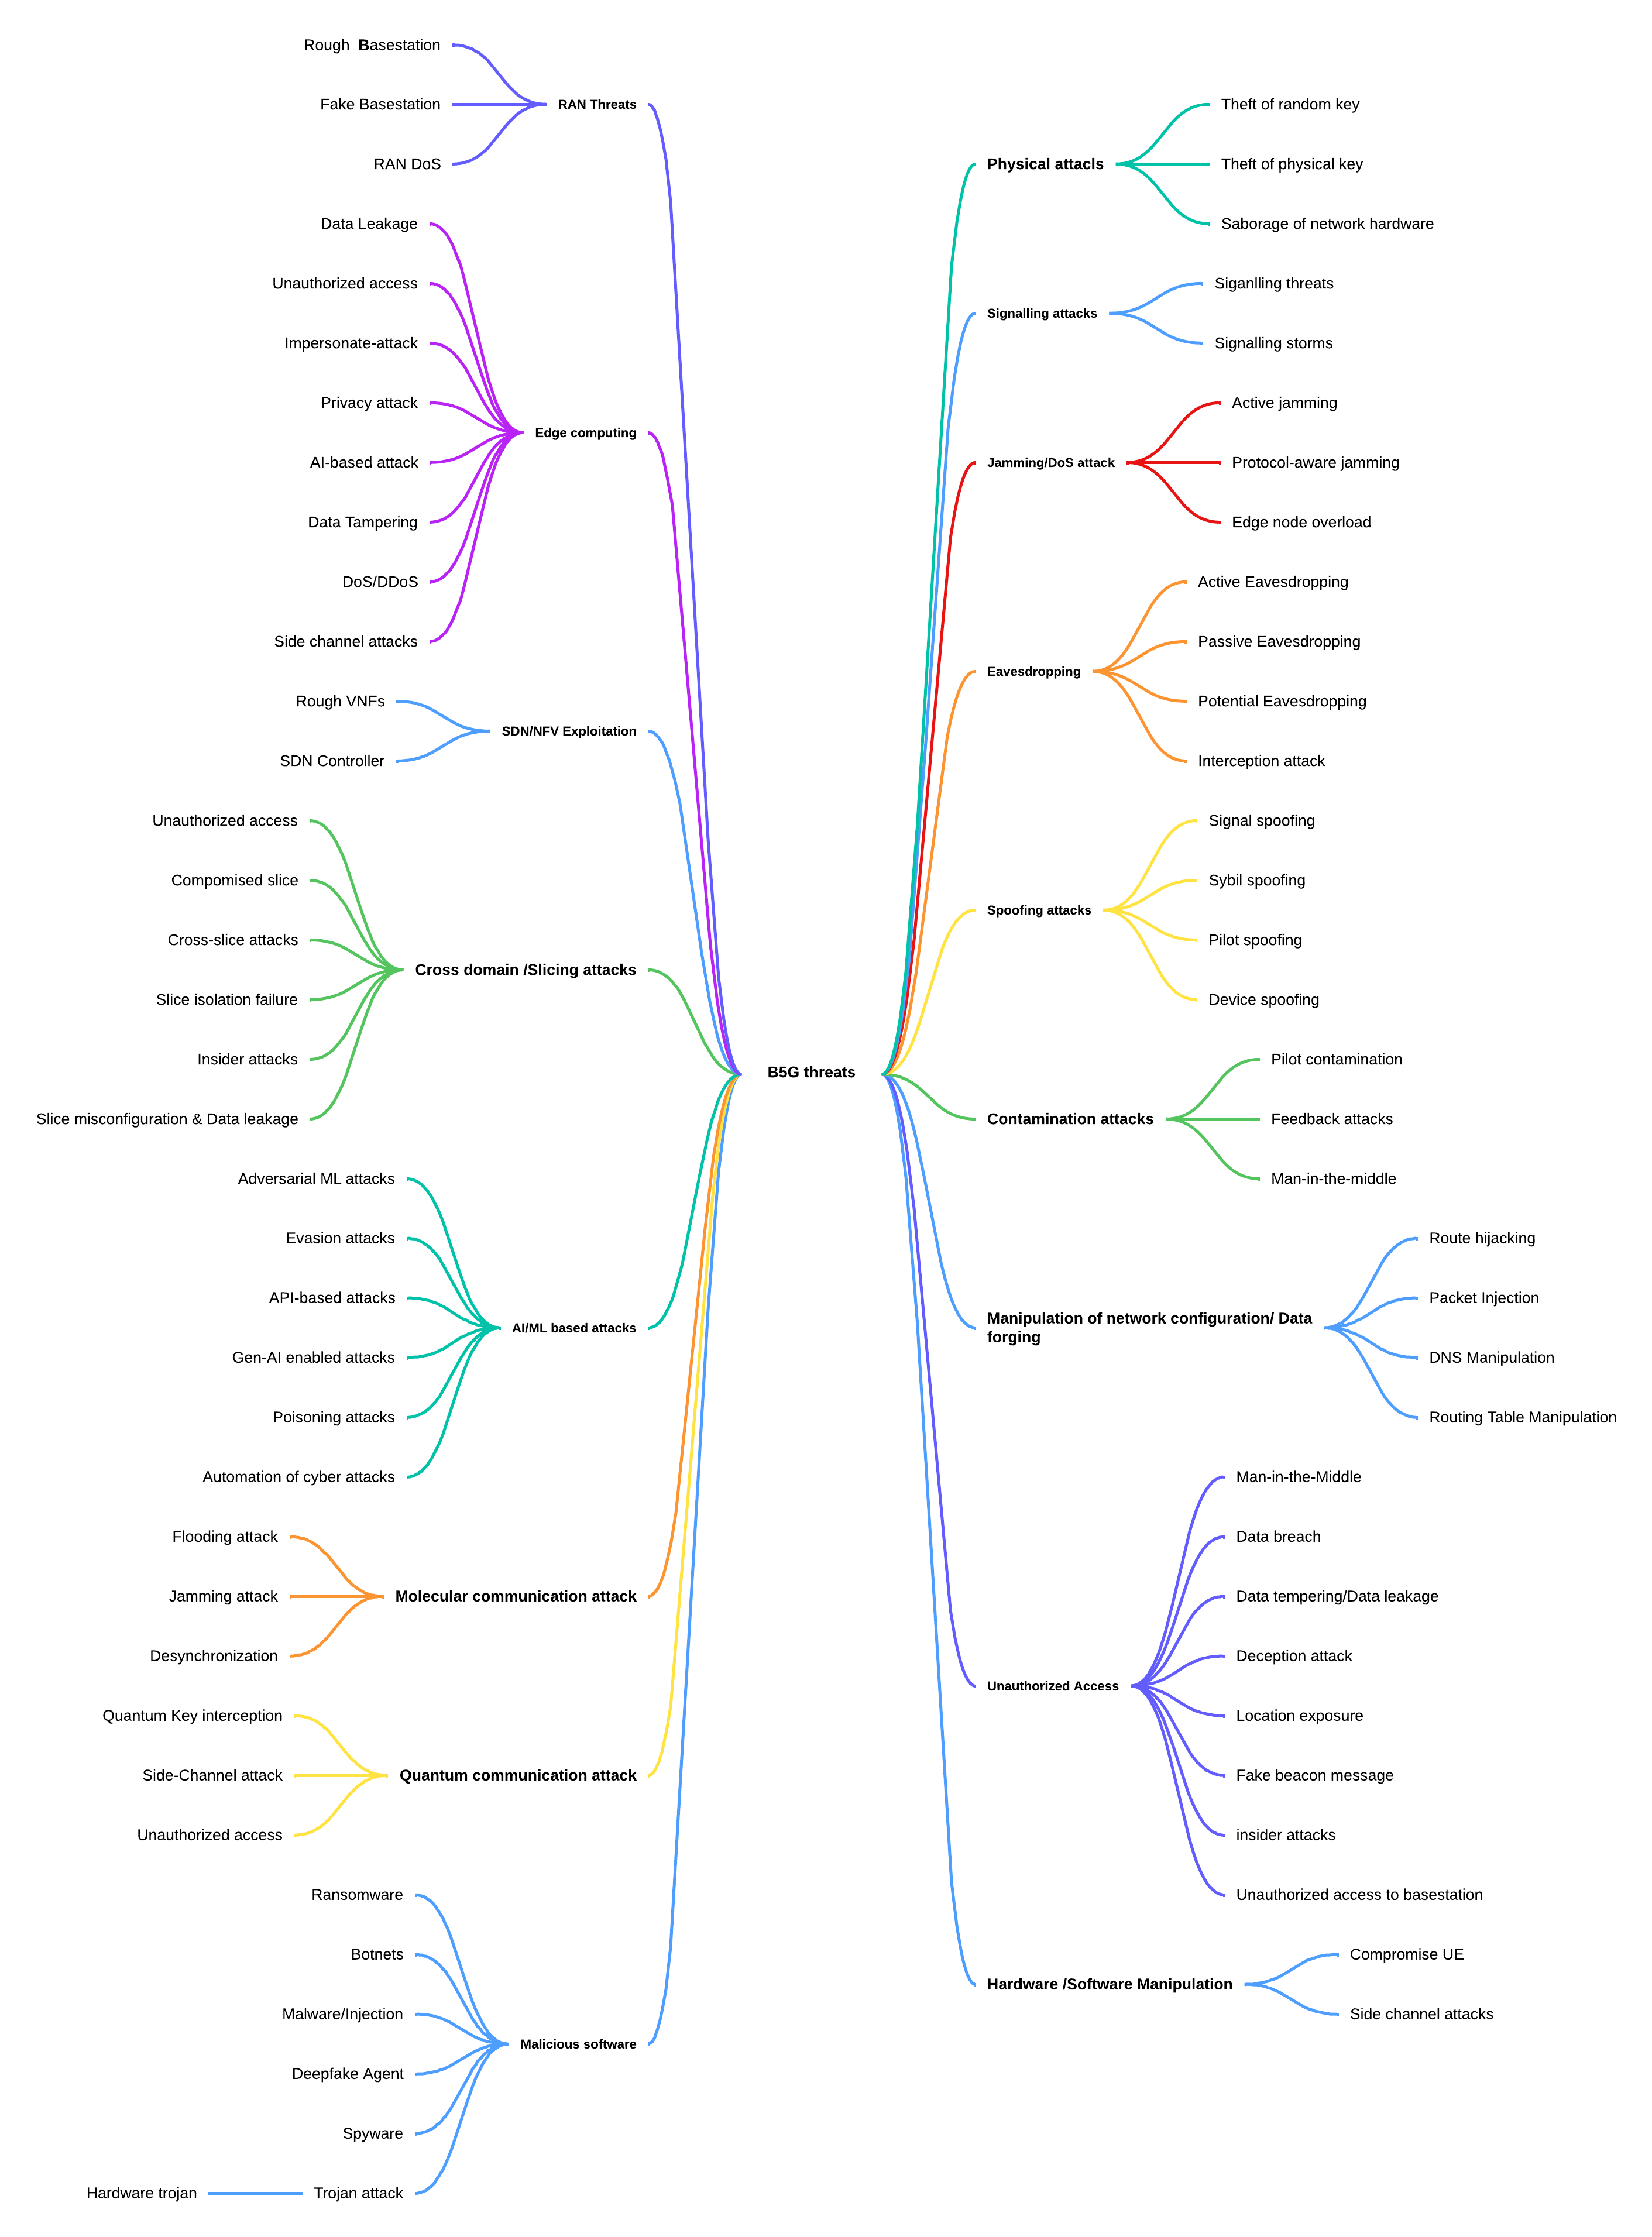 Rough Basestation
Fake Basestation
RAN DoS
RAN Threats
Data Leakage
Unauthorized access
Impersonate-attack
Privacy attack
AI-based attack
Data Tampering
DoS/DDoS
Side channel attacks
Edge computing
Rough VNFs
SDN Controller
SDN/NFV Exploitation
Unauthorized access
Compomised slice
Cross-slice attacks
Slice isolation failure
Insider attacks
Slice misconfiguration & Data leakage
Cross domain /Slicing attacks
Adversarial ML attacks
Evasion attacks
API-based attacks
Gen-AI enabled attacks
Poisoning attacks
Automation of cyber attacks
AI/ML based attacks
Flooding attack
Jamming attack
Desynchronization
Molecular communication attack
Quantum Key interception
Side-Channel attack
Unauthorized access
Quantum communication attack
Ransomware
Botnets
Malware/Injection
Deepfake Agent
Spyware
Hardware trojan
Trojan attack
Malicious software
B5G threats
Physical attacls
Theft of random key
Theft of physical key
Saborage of network hardware
Signalling attacks
Siganlling threats
Signalling storms
Jamming/DoS attack
Active jamming
Protocol-aware jamming
Edge node overload
Eavesdropping
Active Eavesdropping
Passive Eavesdropping
Potential Eavesdropping
Interception attack
Spoofing attacks
Signal spoofing
Sybil spoofing
Pilot spoofing
Device spoofing
Contamination attacks
Pilot contamination
Feedback attacks
Man-in-the-middle
Manipulation of network configuration/ Data
forging
Route hijacking
Packet Injection
DNS Manipulation
Routing Table Manipulation
Unauthorized Access
Man-in-the-Middle
Data breach
Data tempering/Data leakage
Deception attack
Location exposure
Fake beacon message
insider attacks
Unauthorized access to basestation
Hardware /Software Manipulation
Compromise UE
Side channel attacks